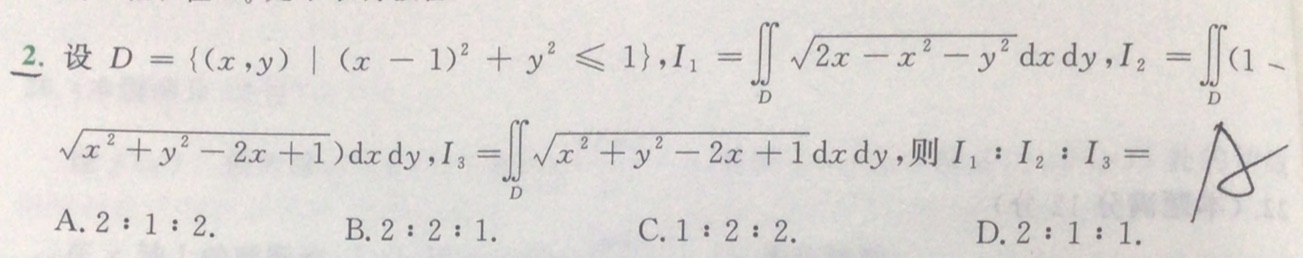 2. 设 D = {(x,y) | (x − 1)² + y² ⩽ 1}, I₁ = ∬_D √(2x − x² − y²) dx dy, I₂ = ∬_D (1 −
√(x² + y² − 2x + 1)) dx dy, I₃ = ∬_D √(x² + y² − 2x + 1) dx dy, 则 I₁ : I₂ : I₃ =
A. 2 : 1 : 2. B. 2 : 2 : 1. C. 1 : 2 : 2. D. 2 : 1 : 1.